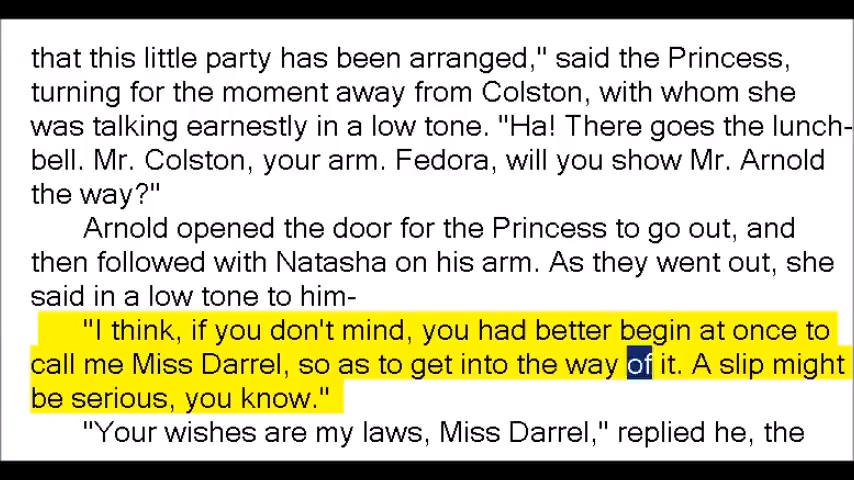 that this little party has been arranged," said the Princess,
turning for the moment away from Colston, with whom she
was talking earnestly in a low tone. "Ha! There goes the lunch-
bell. Mr. Colston, your arm. Fedora, will you show Mr. Arnold
the way?"
Arnold opened the door for the Princess to go out, and
then followed with Natasha on his arm. As they went out, she
said in a low tone to him-
"I think, if you don't mind, you had better begin at once to
call me Miss Darrel, so as to get into the way of it. A slip might
be serious, you know."
"Your wishes are my laws, Miss Darrel," replied he, the